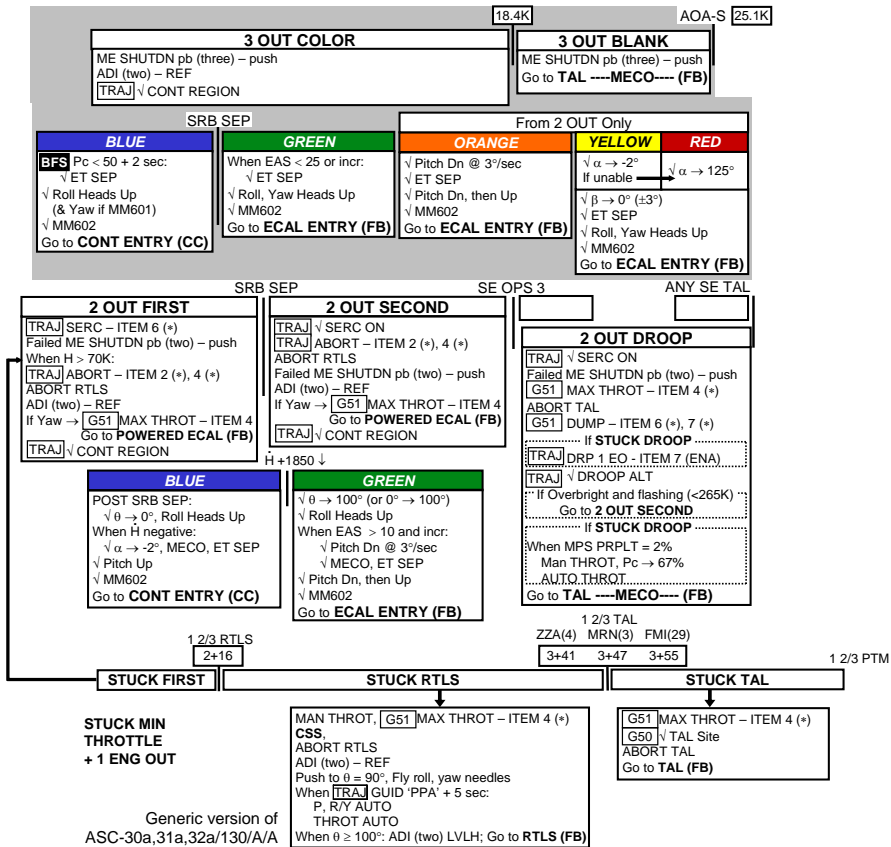 18.4K
AOA-S 25.1K
3 OUT COLOR
ME SHUTDN pb (three) – push
ADI (two) – REF
TRAJ √ CONT REGION
3 OUT BLANK
ME SHUTDN pb (three) – push
Go to TAL ----MECO---- (FB)
SRB SEP
BLUE
BFS Pc < 50 + 2 sec:
√ ET SEP
√ Roll Heads Up
(& Yaw if MM601)
√ MM602
Go to CONT ENTRY (CC)
GREEN
When EAS < 25 or incr:
√ ET SEP
√ Roll, Yaw Heads Up
√ MM602
Go to ECAL ENTRY (FB)
From 2 OUT Only
ORANGE
√ Pitch Dn @ 3°/sec
√ ET SEP
√ Pitch Dn, then Up
√ MM602
Go to ECAL ENTRY (FB)
YELLOW
√ α → -2°
If unable
RED
√ α → 125°
√ β → 0° (±3°)
√ ET SEP
√ Roll, Yaw Heads Up
√ MM602
Go to ECAL ENTRY (FB)
SRB SEP
SE OPS 3
ANY SE TAL
2 OUT FIRST
TRAJ SERC – ITEM 6 (*)
Failed ME SHUTDN pb (two) – push
When H > 70K:
TRAJ ABORT – ITEM 2 (*), 4 (*)
ABORT RTLS
ADI (two) – REF
If Yaw → G51 MAX THROT – ITEM 4
Go to POWERED ECAL (FB)
TRAJ √ CONT REGION
2 OUT SECOND
TRAJ √ SERC ON
TRAJ ABORT – ITEM 2 (*), 4 (*)
ABORT RTLS
Failed ME SHUTDN pb (two) – push
ADI (two) – REF
If Yaw → G51 MAX THROT – ITEM 4
Go to POWERED ECAL (FB)
TRAJ √ CONT REGION
2 OUT DROOP
TRAJ √ SERC ON
Failed ME SHUTDN pb (two) – push
G51 MAX THROT – ITEM 4 (*)
ABORT TAL
G51 DUMP – ITEM 6 (*), 7 (*)
If STUCK DROOP
TRAJ DRP 1 EO - ITEM 7 (ENA)
TRAJ √ DROOP ALT
If Overbright and flashing (<265K)
Go to 2 OUT SECOND
If STUCK DROOP
When MPS PRPLT = 2%
Man THROT, Pc → 67%
AUTO THROT
Go to TAL ----MECO---- (FB)
Ḣ +1850 ↓
BLUE
POST SRB SEP:
√ θ → 0°, Roll Heads Up
When Ḣ negative:
√ α → -2°, MECO, ET SEP
√ Pitch Up
√ MM602
Go to CONT ENTRY (CC)
GREEN
√ θ → 100° (or 0° → 100°)
√ Roll Heads Up
When EAS > 10 and incr:
√ Pitch Dn @ 3°/sec
√ MECO, ET SEP
√ Pitch Dn, then Up
√ MM602
Go to ECAL ENTRY (FB)
1 2/3 RTLS
2+16
1 2/3 TAL
ZZA(4) MRN(3) FMI(29)
3+41 3+47 3+55
1 2/3 PTM
STUCK FIRST
STUCK RTLS
STUCK TAL
STUCK MIN
THROTTLE
+ 1 ENG OUT
MAN THROT, G51 MAX THROT – ITEM 4 (*)
CSS,
ABORT RTLS
ADI (two) – REF
Push to θ = 90°, Fly roll, yaw needles
When TRAJ GUID 'PPA' + 5 sec:
P, R/Y AUTO
THROT AUTO
When θ ≥ 100°: ADI (two) LVLH; Go to RTLS (FB)
G51 MAX THROT – ITEM 4 (*)
G50 √ TAL Site
ABORT TAL
Go to TAL (FB)
Generic version of
ASC-30a,31a,32a/130/A/A